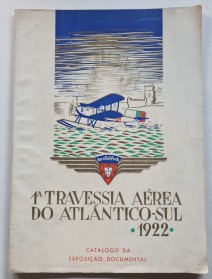 1ª TRAVESSIA AÉREA
DO ATLÂNTICO-SUL
·1922·
CATÁLOGO DA
EXPOSIÇÃO DOCUMENTAL